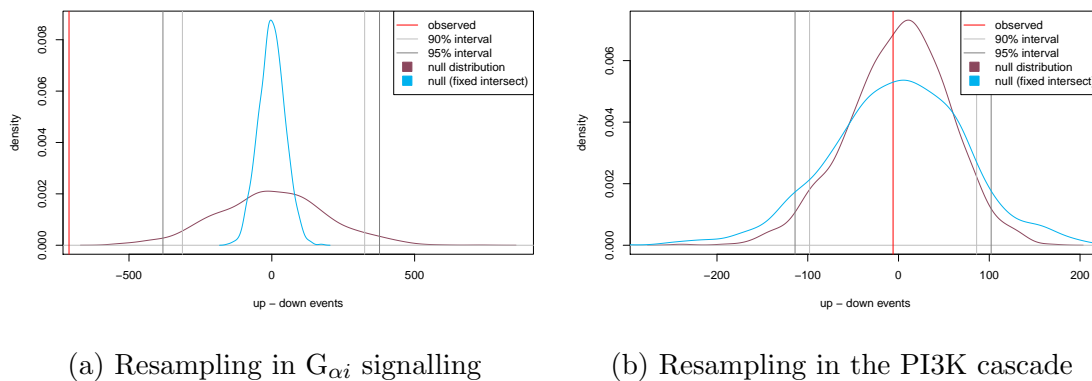 observed
90% interval
95% interval
null distribution
null (fixed intersect)
density
0.000 0.002 0.004 0.006 0.008
−500 0 500
up − down events
(a) Resampling in Gαi signalling
observed
90% interval
95% interval
null distribution
null (fixed intersect)
density
0.000 0.002 0.004 0.006
−200 −100 0 100 200
up − down events
(b) Resampling in the PI3K cascade